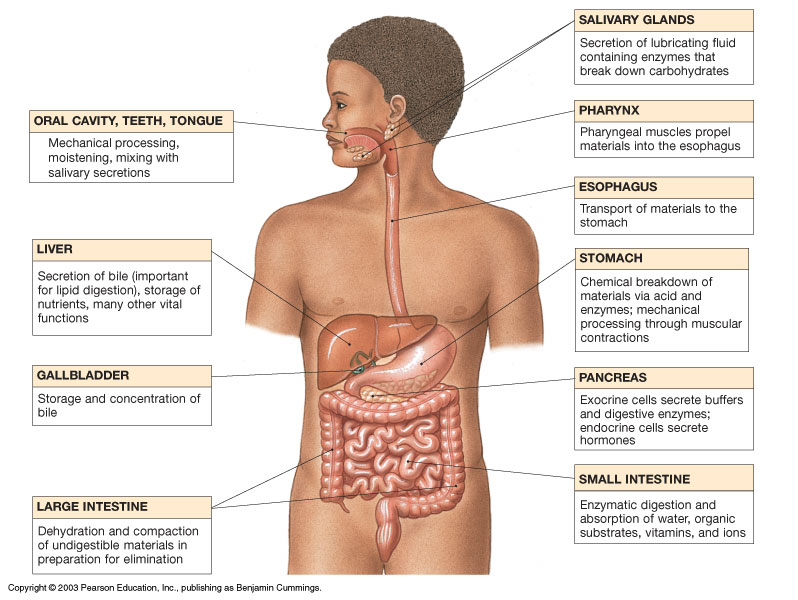 SALIVARY GLANDS
Secretion of lubricating fluid
containing enzymes that
break down carbohydrates
ORAL CAVITY, TEETH, TONGUE
Mechanical processing,
moistening, mixing with
salivary secretions
PHARYNX
Pharyngeal muscles propel
materials into the esophagus
ESOPHAGUS
Transport of materials to the
stomach
LIVER
Secretion of bile (important
for lipid digestion), storage of
nutrients, many other vital
functions
STOMACH
Chemical breakdown of
materials via acid and
enzymes; mechanical
processing through muscular
contractions
GALLBLADDER
Storage and concentration of
bile
PANCREAS
Exocrine cells secrete buffers
and digestive enzymes;
endocrine cells secrete
hormones
SMALL INTESTINE
Enzymatic digestion and
absorption of water, organic
substrates, vitamins, and ions
LARGE INTESTINE
Dehydration and compaction
of undigestible materials in
preparation for elimination
Copyright © 2003 Pearson Education, Inc., publishing as Benjamin Cummings.